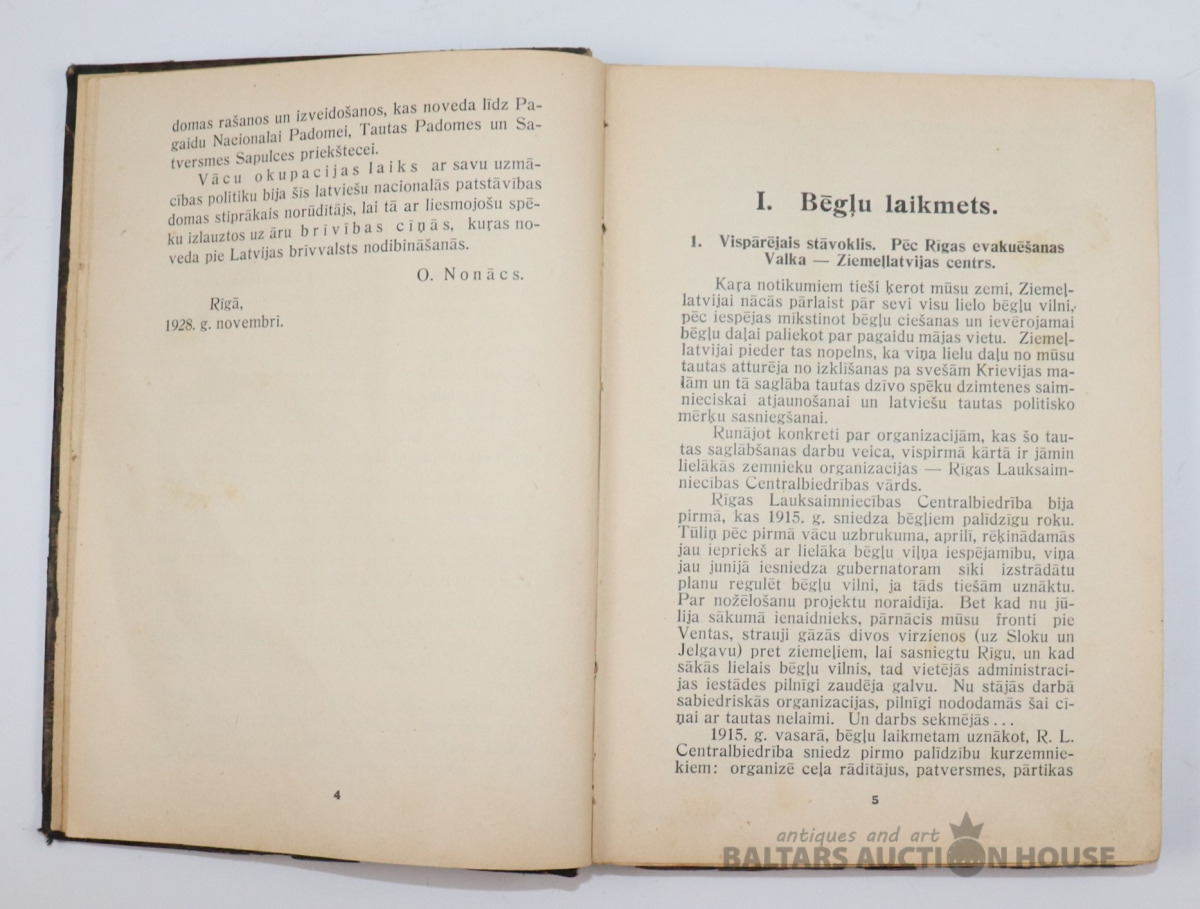 domas rašanos un izveidošanos, kas noveda līdz Pa-
gaidu Nacionalai Padomei, Tautas Padomes un Sa-
tversmes Sapulces priekštecei.
Vācu okupacijas laiks ar savu uzmā-
cības politiku bija šīs latviešu nacionalās patstāvības
domas stiprākais norūdītājs, lai tā ar liesmojošu spē-
ku izlauztos uz āru brīvības cīņās, kuŗas no-
veda pie Latvijas brīvvalsts nodibināšanās.
O. Nonācs.
Rīgā,
1928. g. novembri.
4
I. Bēgļu laikmets.
1. Vispārējais stāvoklis. Pēc Rīgas evakuēšanas
Valka — Ziemeļlatvijas centrs.
Kaŗa notikumiem tieši ķerot mūsu zemi, Ziemeļ-
latvijai nācās pārlaist pār sevi visu lielo bēgļu vilni,
pēc iespējas mīkstinot bēgļu ciešanas un ievērojamai
bēgļu daļai paliekot par pagaidu mājas vietu. Ziemeļ-
latvijai pieder tas nopelns, ka viņa lielu daļu no mūsu
tautas atturēja no izklīšanas pa svešām Krievijas ma-
lām un tā saglāba tautas dzīvo spēku dzimtenes saim-
nieciskai atjaunošanai un latviešu tautas politisko
mērķu sasniegšanai.
Runājot konkreti par organizacijām, kas šo tau-
tas saglābšanas darbu veica, vispirmā kārtā ir jāmin
lielākās zemnieku organizacijas — Rīgas Lauksaim-
niecības Centralbiedrības vārds.
Rīgas Lauksaimniecības Centralbiedrība bija
pirmā, kas 1915. g. sniedza bēgļiem palīdzīgu roku.
Tūliņ pēc pirmā vācu uzbrukuma, aprilī, rēķinādamās
jau iepriekš ar lielāka bēgļu viļņa iespējamību, viņa
jau junijā iesniedza gubernatoram sīki izstrādātu
planu regulēt bēgļu vilni, ja tāds tiešām uznāktu.
Par nožēlošanu projektu noraidīja. Bet kad nu jū-
lija sākumā ienaidnieks, pārnācis mūsu fronti pie
Ventas, strauji gāzās divos virzienos (uz Sloku un
Jelgavu) pret ziemeļiem, lai sasniegtu Rīgu, un kad
sākās lielais bēgļu vilnis, tad vietējās administraci-
jas iestādes pilnīgi zaudēja galvu. Nu stājās darbā
sabiedriskās organizacijas, pilnīgi nododamās šai cī-
ņai ar tautas nelaimi. Un darbs sekmējās...
1915. g. vasarā, bēgļu laikmetam uznākot, R. L.
Centralbiedrība sniedz pirmo palīdzību kurzemnie-
kiem: organizē ceļa rādītājus, patversmes, pārtikas
5
antiques and art
BALTARS AUCTION HOUSE